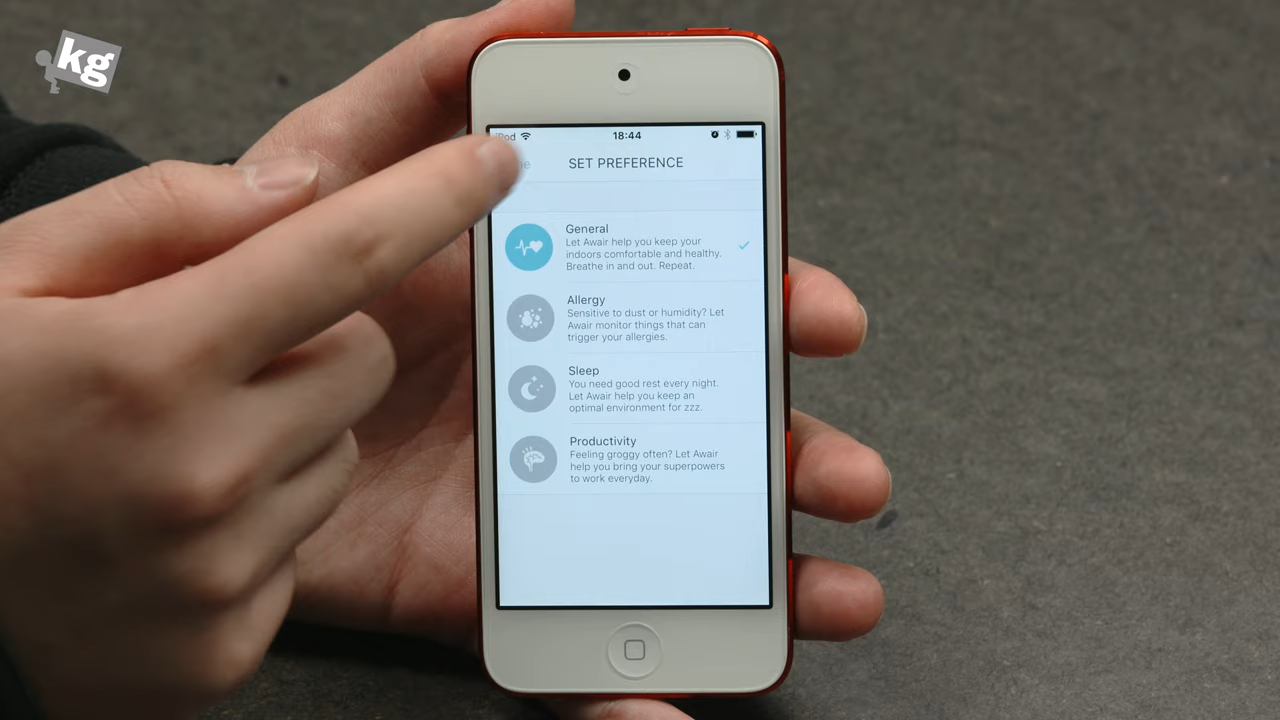 kg
iPod 18:44
SET PREFERENCE
General
Let Awair help you keep your
indoors comfortable and healthy.
Breathe in and out. Repeat.
Allergy
Sensitive to dust or humidity? Let
Awair monitor things that can
trigger your allergies.
Sleep
You need good rest every night.
Let Awair help you keep an
optimal environment for zzz.
Productivity
Feeling groggy often? Let Awair
help you bring your superpowers
to work everyday.